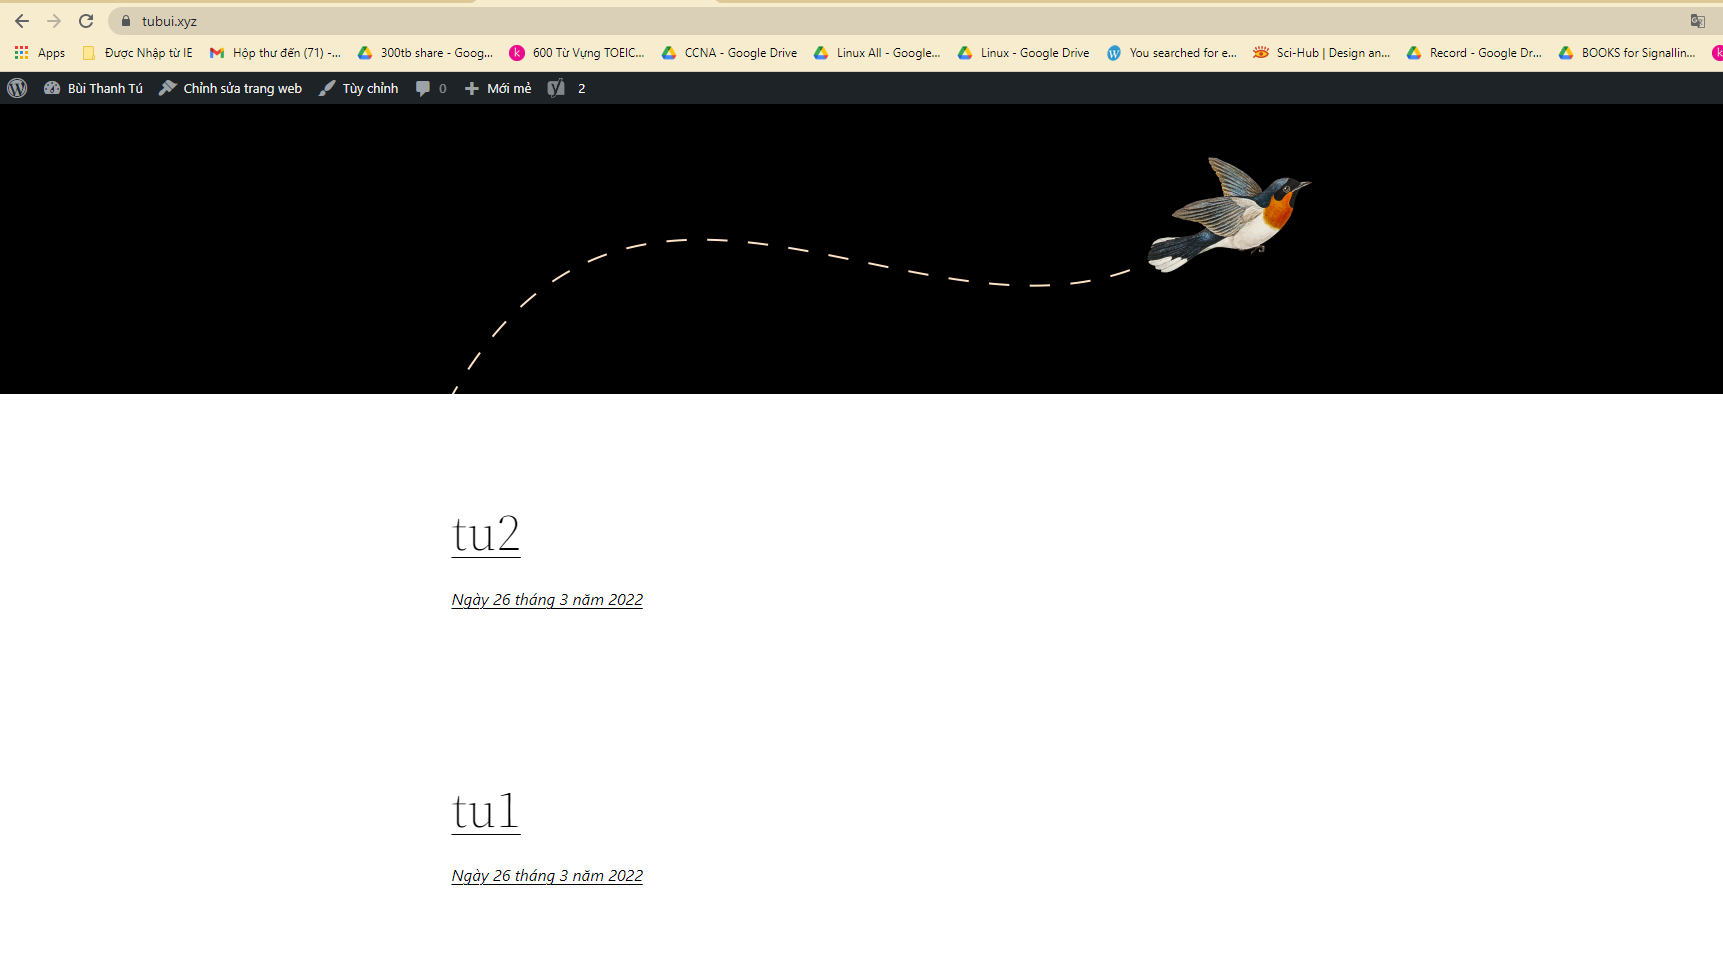 tubui.xyz
Apps Được Nhập từ IE Hộp thư đến (71) -... 300tb share - Goog... k 600 Từ Vựng TOEIC... CCNA - Google Drive Linux All - Google... Linux - Google Drive You searched for e... Sci-Hub | Design an... Record - Google Dr... BOOKS for Signallin... k
Bùi Thanh Tú Chỉnh sửa trang web Tùy chỉnh 0 Mới mẻ 2
tu2
Ngày 26 tháng 3 năm 2022
tu1
Ngày 26 tháng 3 năm 2022